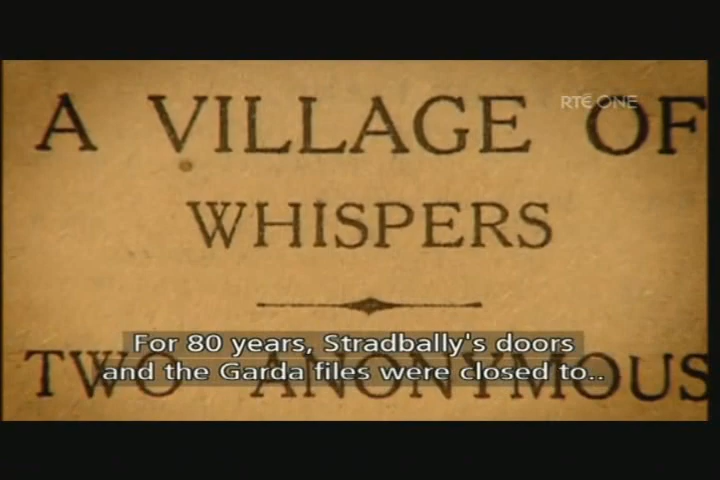 RTÉ ONE
A VILLAGE OF
WHISPERS
For 80 years, Stradbally's doors
and the Garda files were closed to..
TWO ANONYMOUS